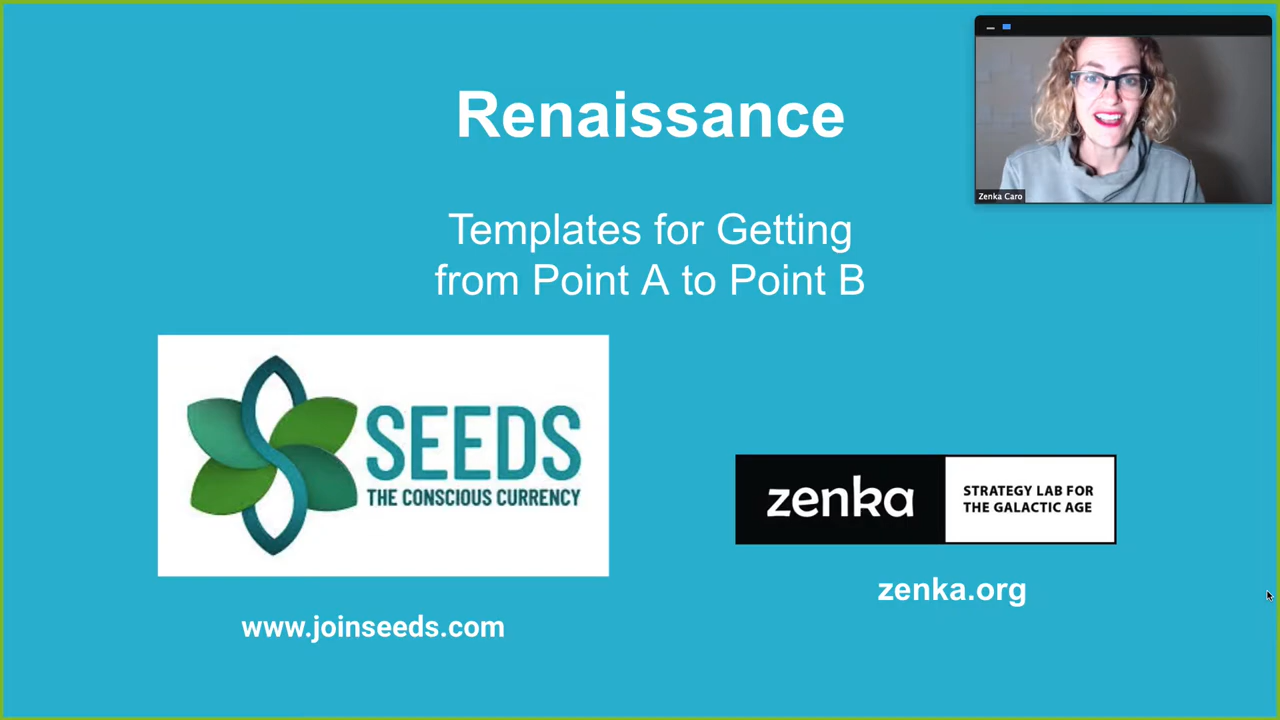 Renaissance
Zenka Caro
Templates for Getting
from Point A to Point B
SEEDS
THE CONSCIOUS CURRENCY
zenka
STRATEGY LAB FOR
THE GALACTIC AGE
zenka.org
www.joinseeds.com